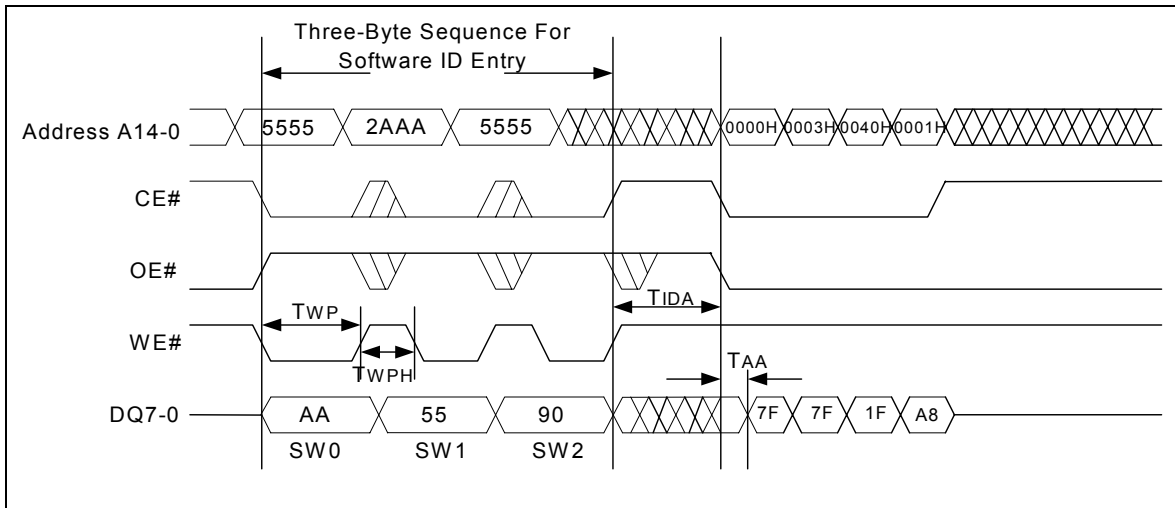 Three-Byte Sequence For
Software ID Entry
Address A14-0 5555 2AAA 5555 0000H 0003H 0040H 0001H
CE#
OE#
TWP TIDA
WE#
TWPH TAA
DQ7-0 AA 55 90 7F 7F 1F A8
SW0 SW1 SW2